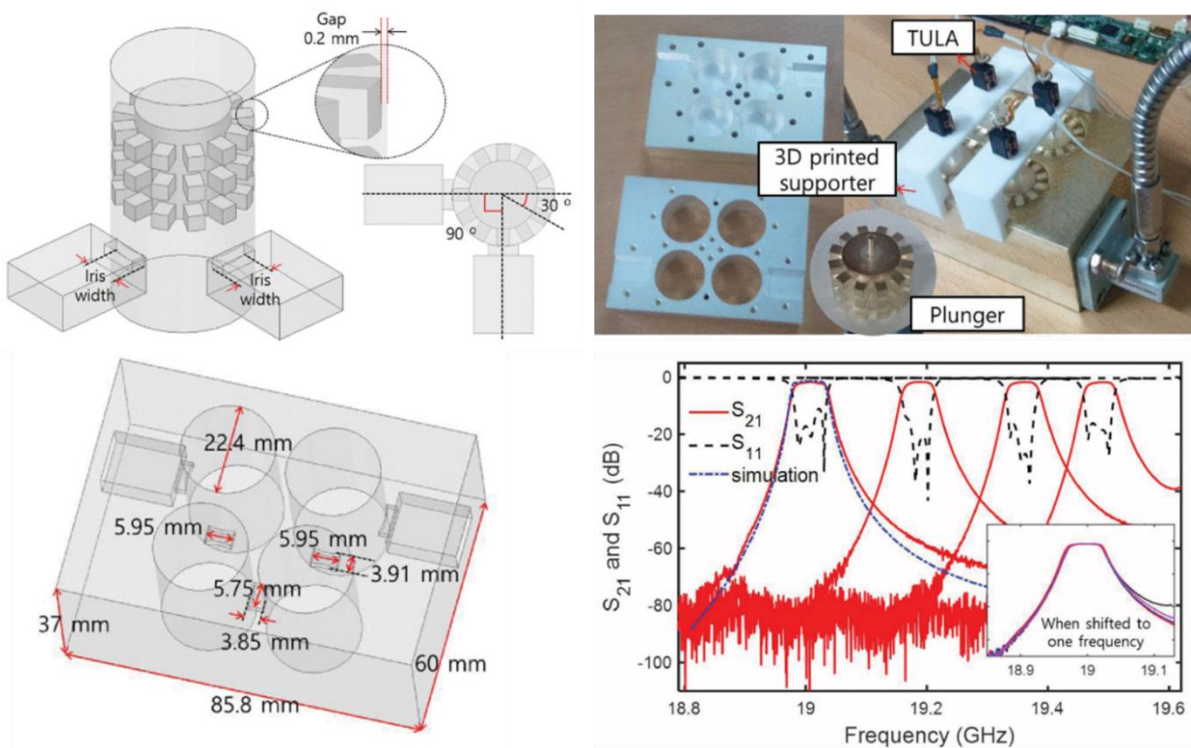 Gap
0.2 mm
Iris
width
Iris
width
90 o
30 o
TULA
3D printed
supporter
Plunger
22.4 mm
5.95 mm
5.95 mm
3.91 mm
5.75 mm
3.85 mm
37 mm
60 mm
85.8 mm
S21 and S11 (dB)
0
-20
-40
-60
-80
-100
S21
S11
simulation
When shifted to
one frequency
18.9 19 19.1
18.8 19 19.2 19.4 19.6
Frequency (GHz)